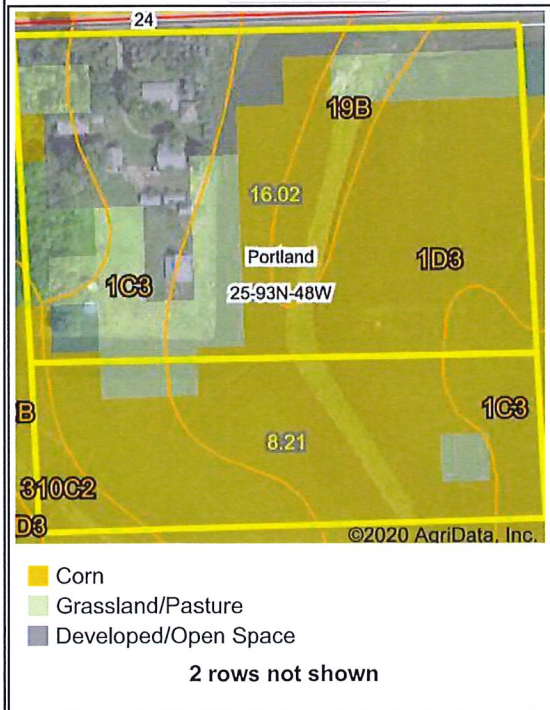 24
19B
16.02
Portland
1D3
1C3
25-93N-48W
1C3
B
8.21
310C2
D3
©2020 AgriData, Inc.
Corn
Grassland/Pasture
Developed/Open Space
2 rows not shown